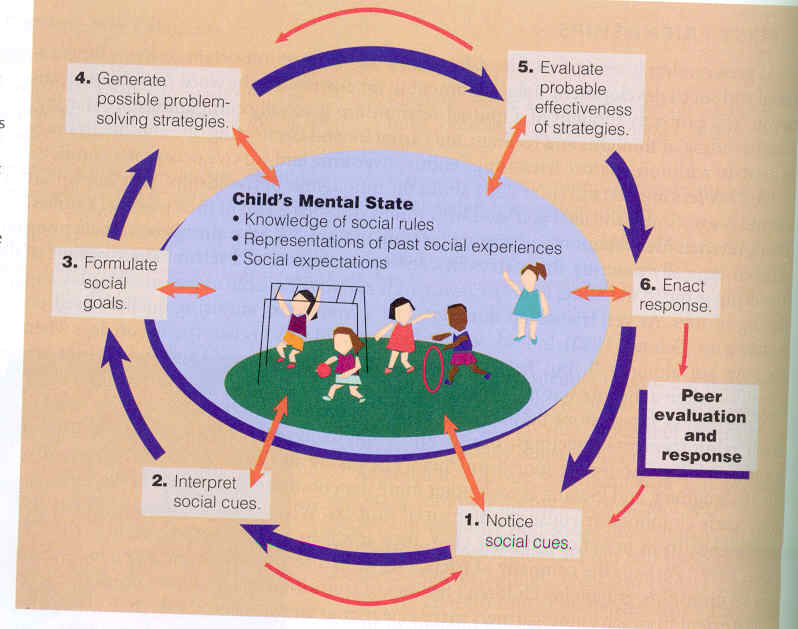 Child's Mental State
• Knowledge of social rules
• Representations of past social experiences
• Social expectations
1. Notice
social cues.
2. Interpret
social cues.
3. Formulate
social
goals.
4. Generate
possible problem-
solving strategies.
5. Evaluate
probable
effectiveness
of strategies.
6. Enact
response.
Peer
evaluation
and
response